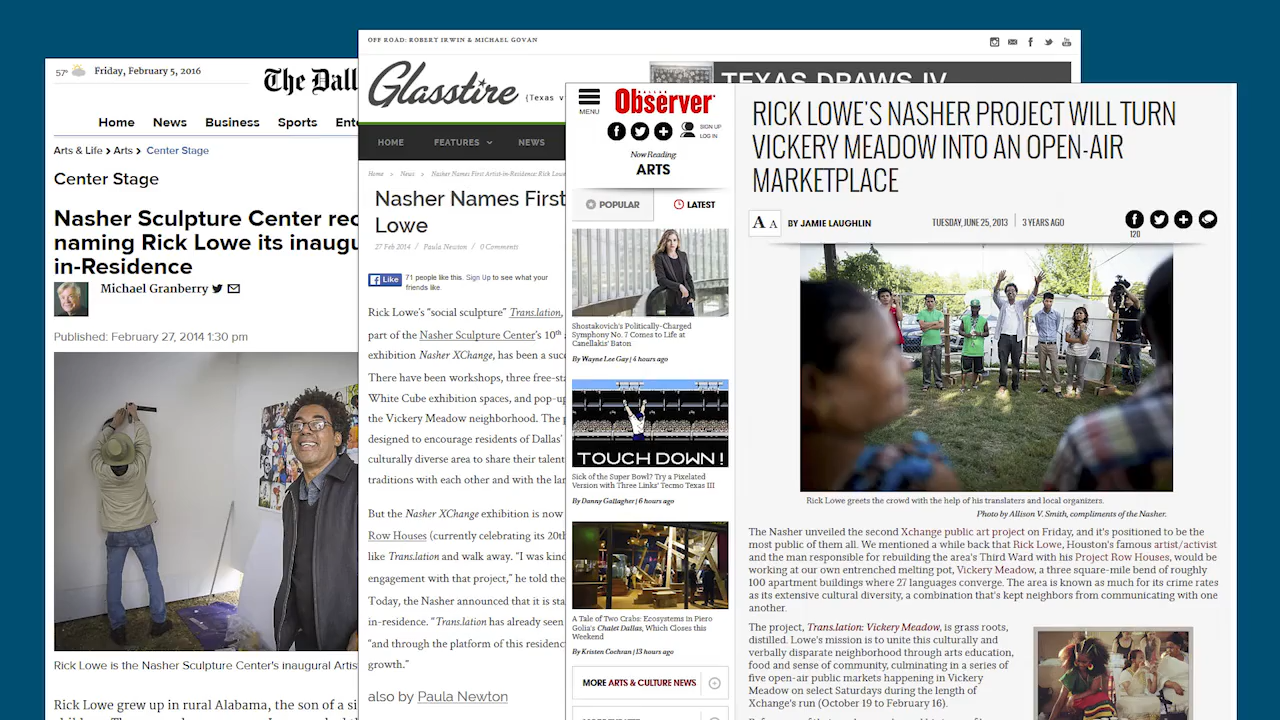 57°
Friday, February 5, 2016
The Dall
Home News Business Sports Ente
Arts & Life > Arts > Center Stage
Center Stage
Nasher Sculpture Center rec
naming Rick Lowe its inaugu
in-Residence
Michael Granberry
Published: February 27, 2014 1:30 pm
Rick Lowe is the Nasher Sculpture Center's inaugural Artis
Rick Lowe grew up in rural Alabama, the son of a si
OFF ROAD: ROBERT IRWIN & MICHAEL GOVAN
Glasstire
{Texas v
TEXAS DRAWS IV
HOME FEATURES NEWS
Home > News > Nasher Names First Artist-in-Residence: Rick Lowe
Nasher Names First
Lowe
27 Feb 2014 / Paula Newton / 0 Comments
Like
71 people like this. Sign Up to see what your
friends like.
Rick Lowe's “social sculpture” Trans.lation,
part of the Nasher Sculpture Center's 10th
exhibition Nasher XChange, has been a suc
There have been workshops, three free-sta
White Cube exhibition spaces, and pop-up
the Vickery Meadow neighborhood. The p
designed to encourage residents of Dallas'
culturally diverse area to share their talent
traditions with each other and with the lar
But the Nasher XChange exhibition is now
Row Houses (currently celebrating its 20th
like Trans.lation and walk away. “I was kind
engagement with that project,” he told the
Today, the Nasher announced that it is sta
in-residence. “Trans.lation has already seen
“and through the platform of this residenc
growth.”
also by Paula Newton
MENU
DALLAS
Observer
SIGN UP
LOG IN
Now Reading:
ARTS
POPULAR
LATEST
Shostakovich's Politically-Charged
Symphony No. 7 Comes to Life at
Canellakis' Baton
By Wayne Lee Gay | 4 hours ago
TOUCH DOWN!
Sick of the Super Bowl? Try a Pixelated
Version with Three Links' Tecmo Texas III
By Danny Gallagher | 6 hours ago
A Tale of Two Crabs: Ecosystems in Piero
Golia's Chalet Dallas, Which Closes this
Weekend
By Kristen Cochran | 13 hours ago
MORE ARTS & CULTURE NEWS
RICK LOWE'S NASHER PROJECT WILL TURN
VICKERY MEADOW INTO AN OPEN-AIR
MARKETPLACE
A A
BY JAMIE LAUGHLIN
TUESDAY, JUNE 25, 2013 | 3 YEARS AGO
120
Rick Lowe greets the crowd with the help of his translaters and local organizers.
Photo by Allison V. Smith, compliments of the Nasher.
The Nasher unveiled the second Xchange public art project on Friday, and it's positioned to be the
most public of them all. We mentioned a while back that Rick Lowe, Houston's famous artist/activist
and the man responsible for rebuilding the area's Third Ward with his Project Row Houses, would be
working at our own entrenched melting pot, Vickery Meadow, a three square-mile bend of roughly
100 apartment buildings where 27 languages converge. The area is known as much for its crime rates
as its extensive cultural diversity, a combination that's kept neighbors from communicating with one
another.
The project, Trans.lation: Vickery Meadow, is grass roots,
distilled. Lowe's mission is to unite this culturally and
verbally disparate neighborhood through arts education,
food and sense of community, culminating in a series of
five open-air public markets happening in Vickery
Meadow on select Saturdays during the length of
Xchange's run (October 19 to February 16).